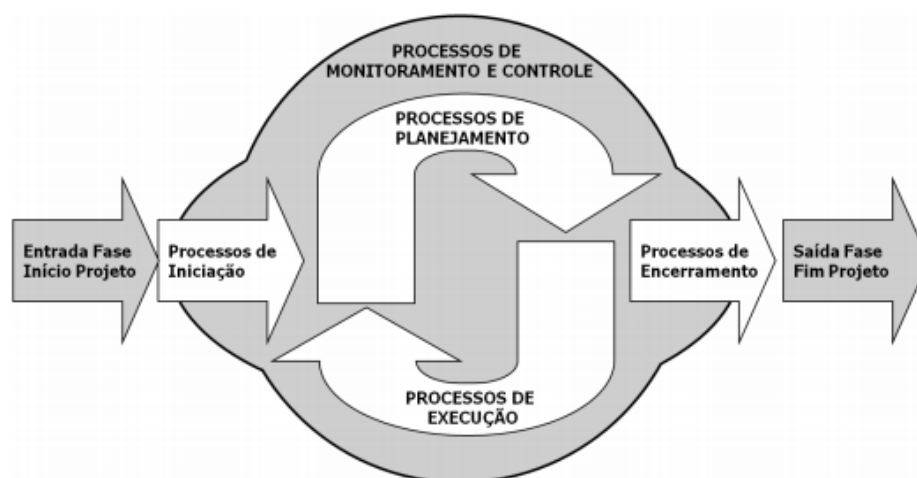 PROCESSOS DE
MONITORAMENTO E CONTROLE
PROCESSOS DE
PLANEJAMENTO
Entrada Fase
Início Projeto
Processos de
Iniciação
Processos de
Encerramento
Saída Fase
Fim Projeto
PROCESSOS DE
EXECUÇÃO